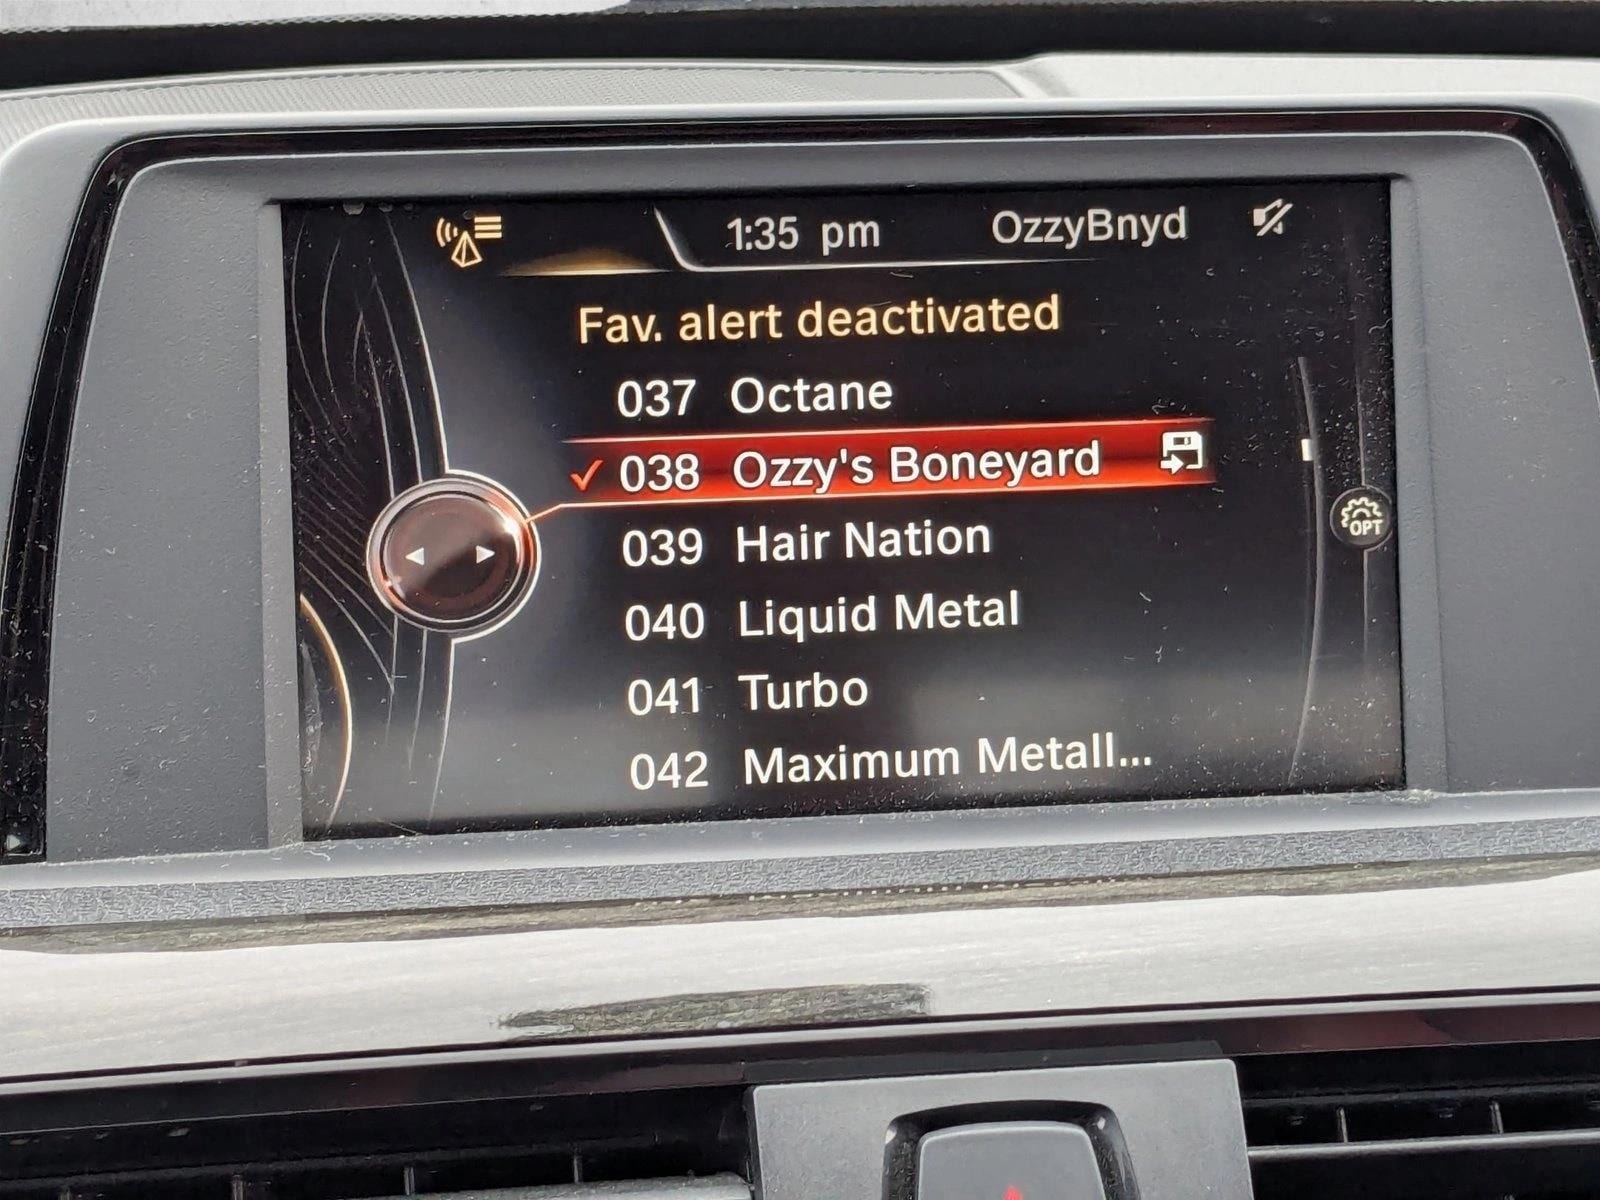 1:35 pm OzzyBnyd
Fav. alert deactivated
037 Octane
038 Ozzy's Boneyard
039 Hair Nation
OPT
040 Liquid Metal
041 Turbo
042 Maximum Metall...